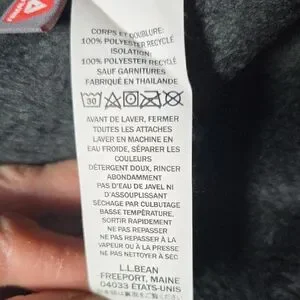 CORPS ET DOUBLURE:
100% POLYESTER RECYCLÉ
ISOLATION:
100% POLYESTER RECYCLÉ
SAUF GARNITURES
FABRIQUÉ EN THAÏLANDE
30
AVANT DE LAVER, FERMER
TOUTES LES ATTACHES
LAVER EN MACHINE EN
EAU FROIDE, SÉPARER LES
COULEURS
DÉTERGENT DOUX, RINCER
ABONDAMMENT
PAS D'EAU DE JAVEL NI
D'ASSOUPLISSANT
SÉCHAGE PAR CULBUTAGE
BASSE TEMPÉRATURE.
SORTIR RAPIDEMENT
NE PAS REPASSER
NE PAS REPASSER À LA
VAPEUR OU À LA PRESSE
NE PAS NETTOYER À SEC
L.L.BEAN
FREEPORT, MAINE
04033 ÉTATS-UNIS